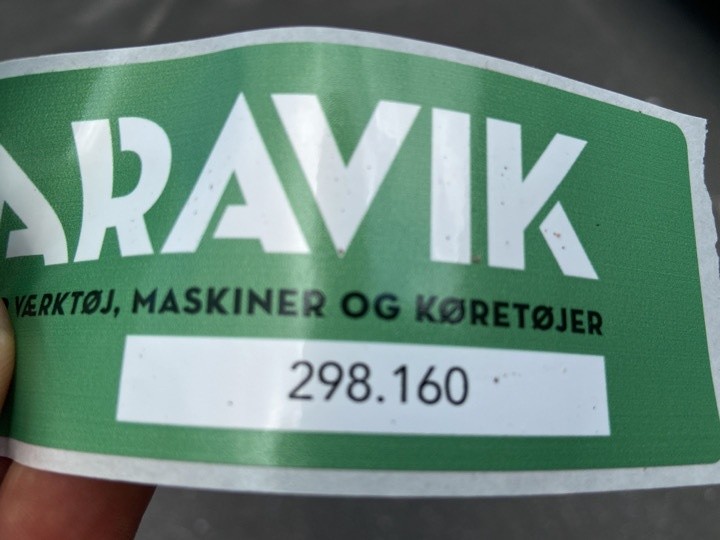 ARAVIK
VÆRKTØJ, MASKINER OG KØRETØJER
298.160